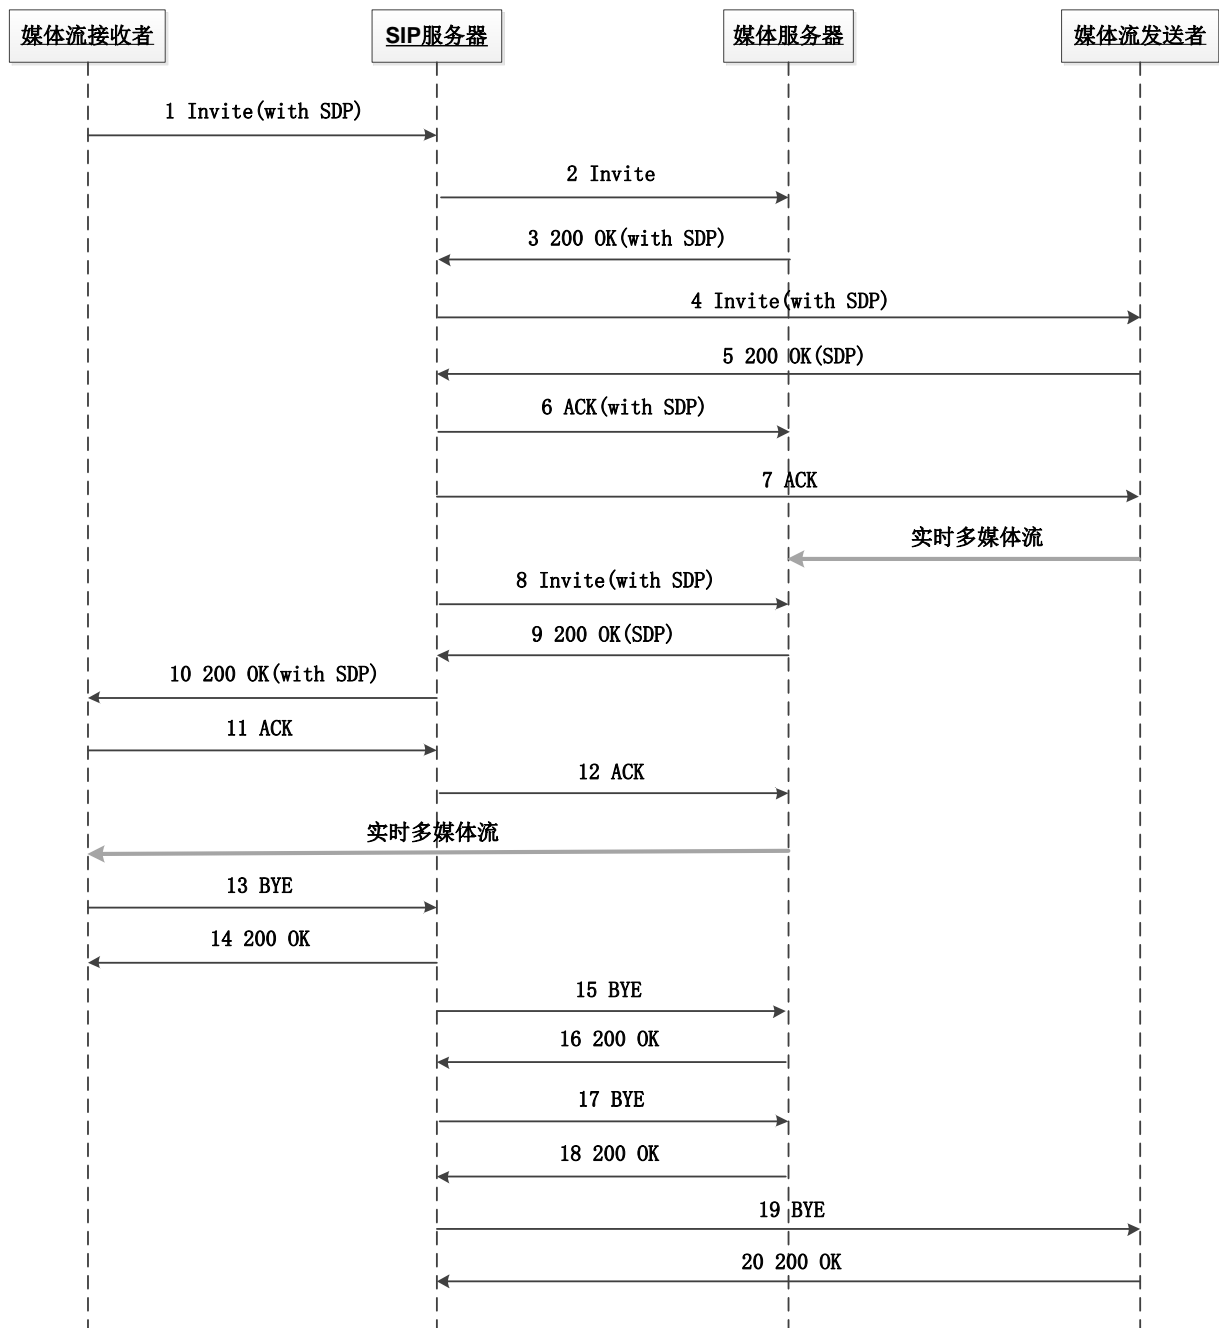 媒体流接收者
SIP服务器
媒体服务器
媒体流发送者
1 Invite(with SDP)
2 Invite
3 200 OK(with SDP)
4 Invite(with SDP)
5 200 OK(SDP)
6 ACK(with SDP)
7 ACK
实时多媒体流
8 Invite(with SDP)
9 200 OK(SDP)
10 200 OK(with SDP)
11 ACK
12 ACK
实时多媒体流
13 BYE
14 200 OK
15 BYE
16 200 OK
17 BYE
18 200 OK
19 BYE
20 200 OK